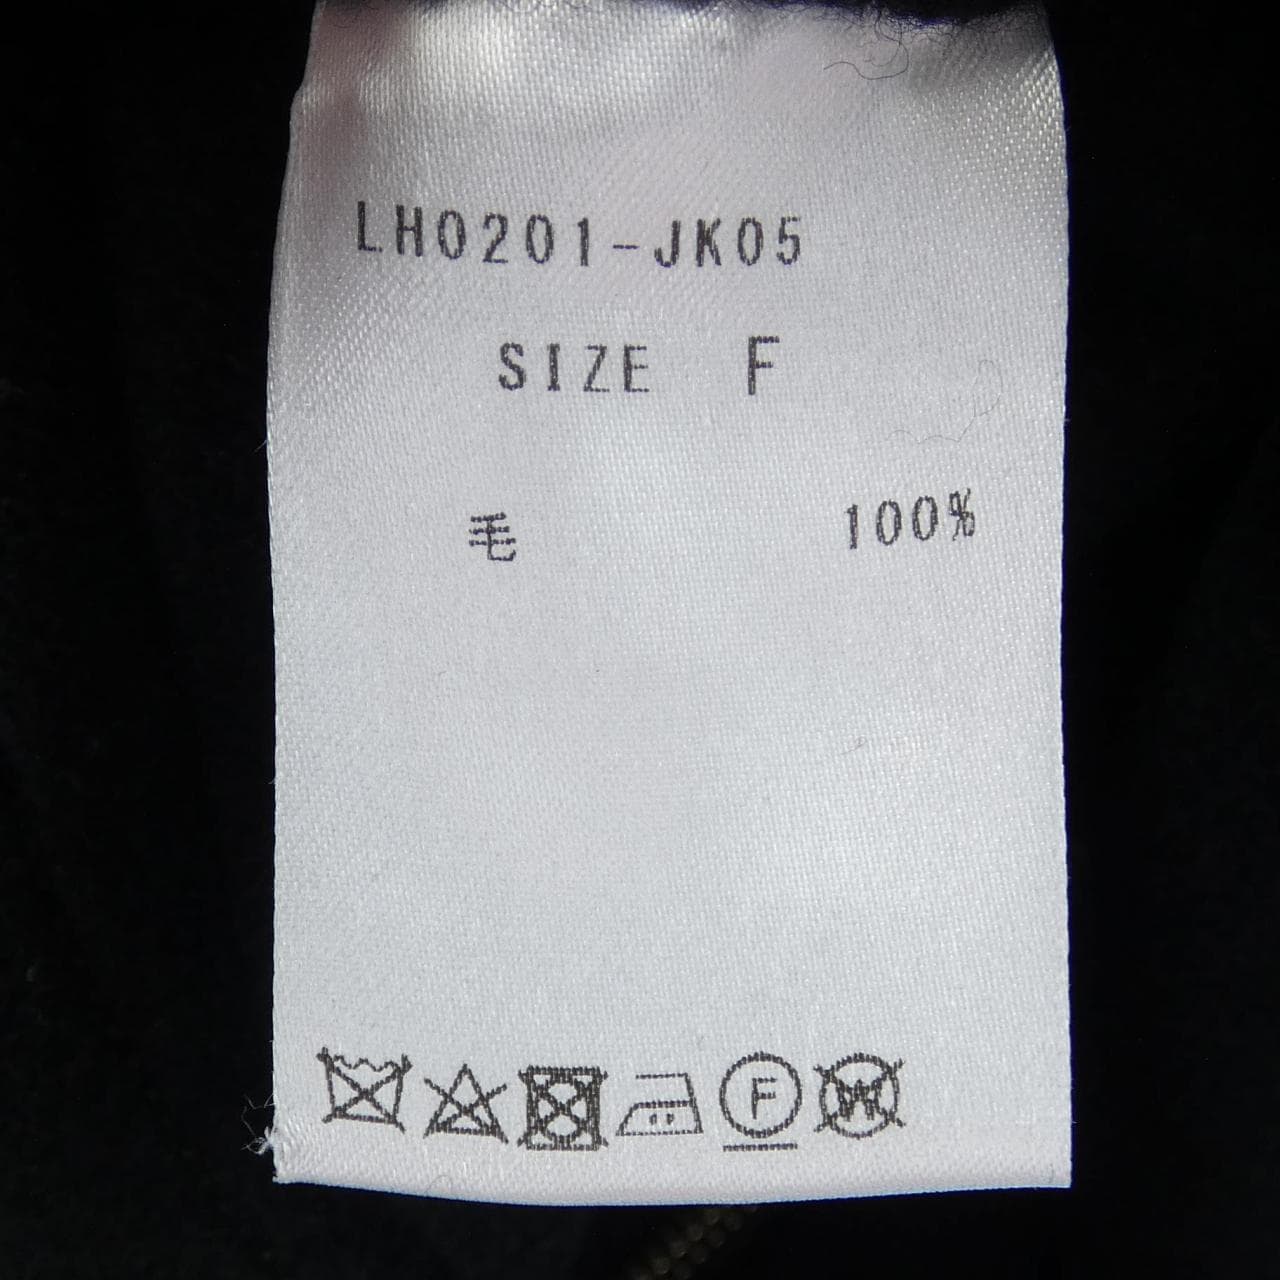 LH0201-JK05
SIZE F
毛 100%
F W